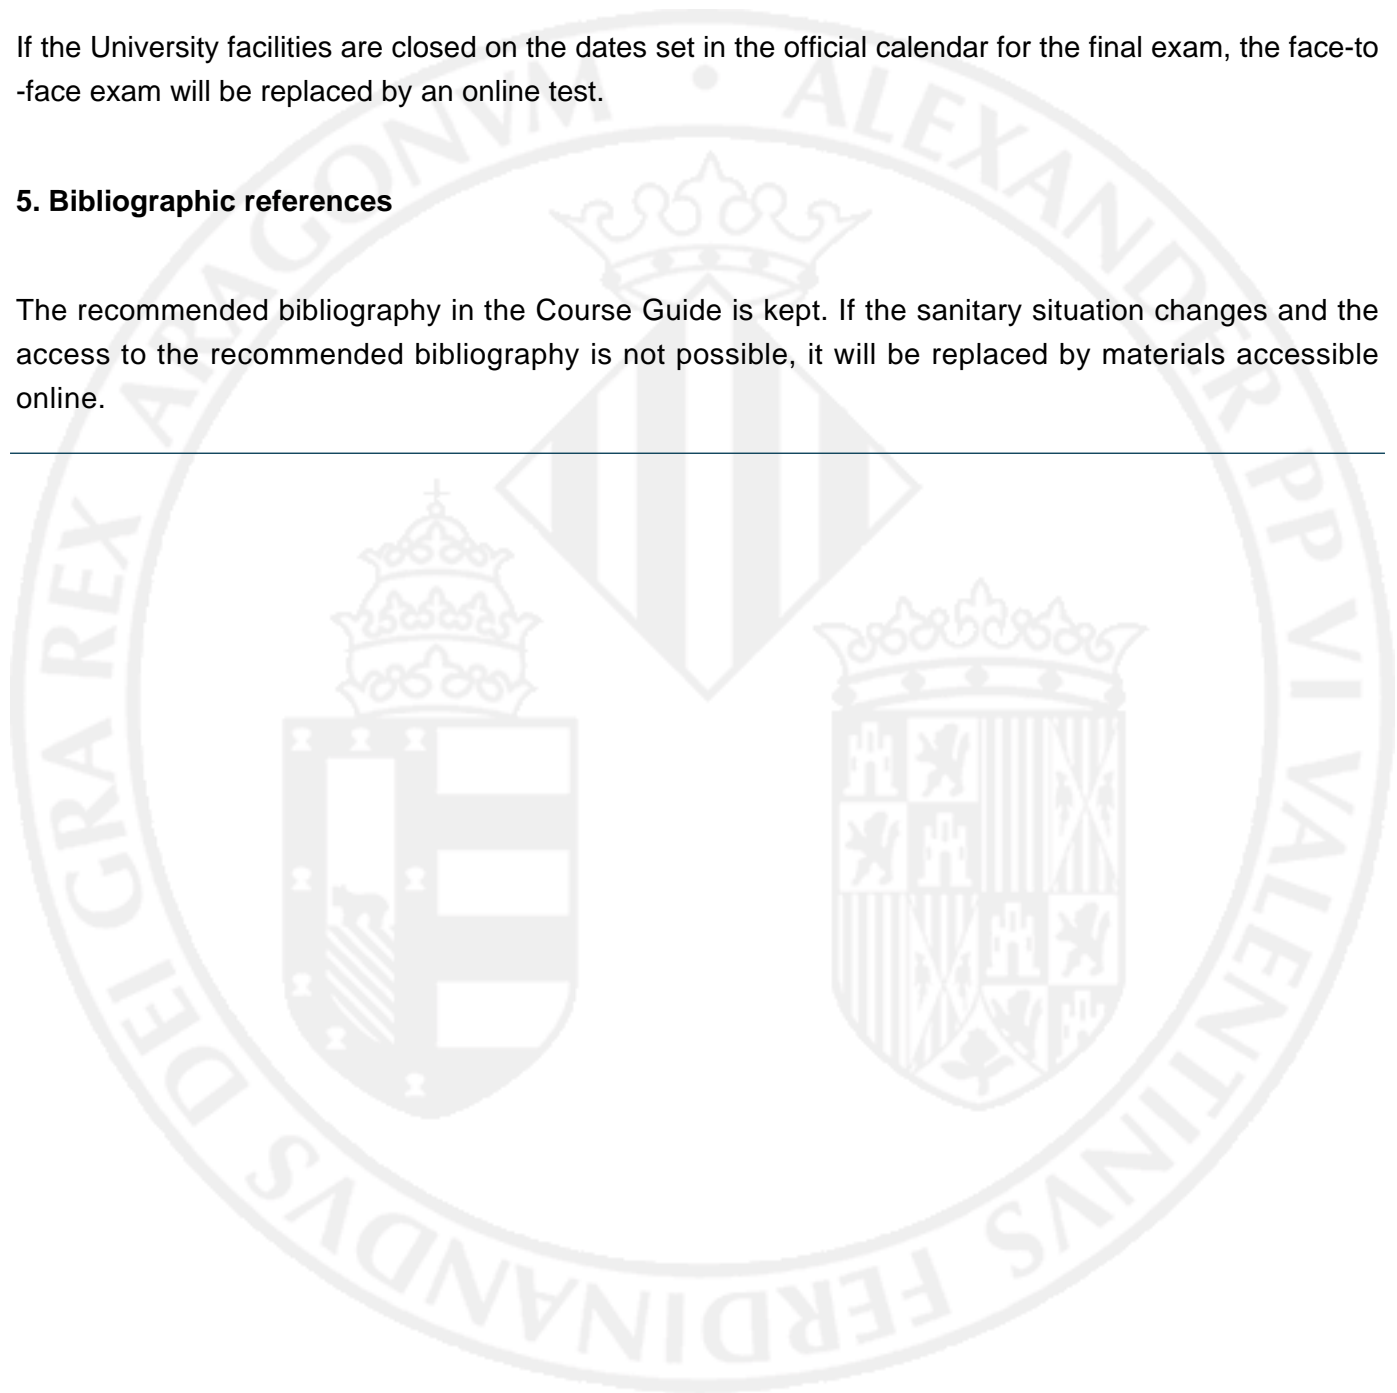 If the University facilities are closed on the dates set in the official calendar for the final exam, the face-to
-face exam will be replaced by an online test.
5. Bibliographic references
The recommended bibliography in the Course Guide is kept. If the sanitary situation changes and the
access to the recommended bibliography is not possible, it will be replaced by materials accessible
online.
• ALEXANDER PP VI VALENTINVS FERDINANDVS DEI GRA REX ARAGONVM